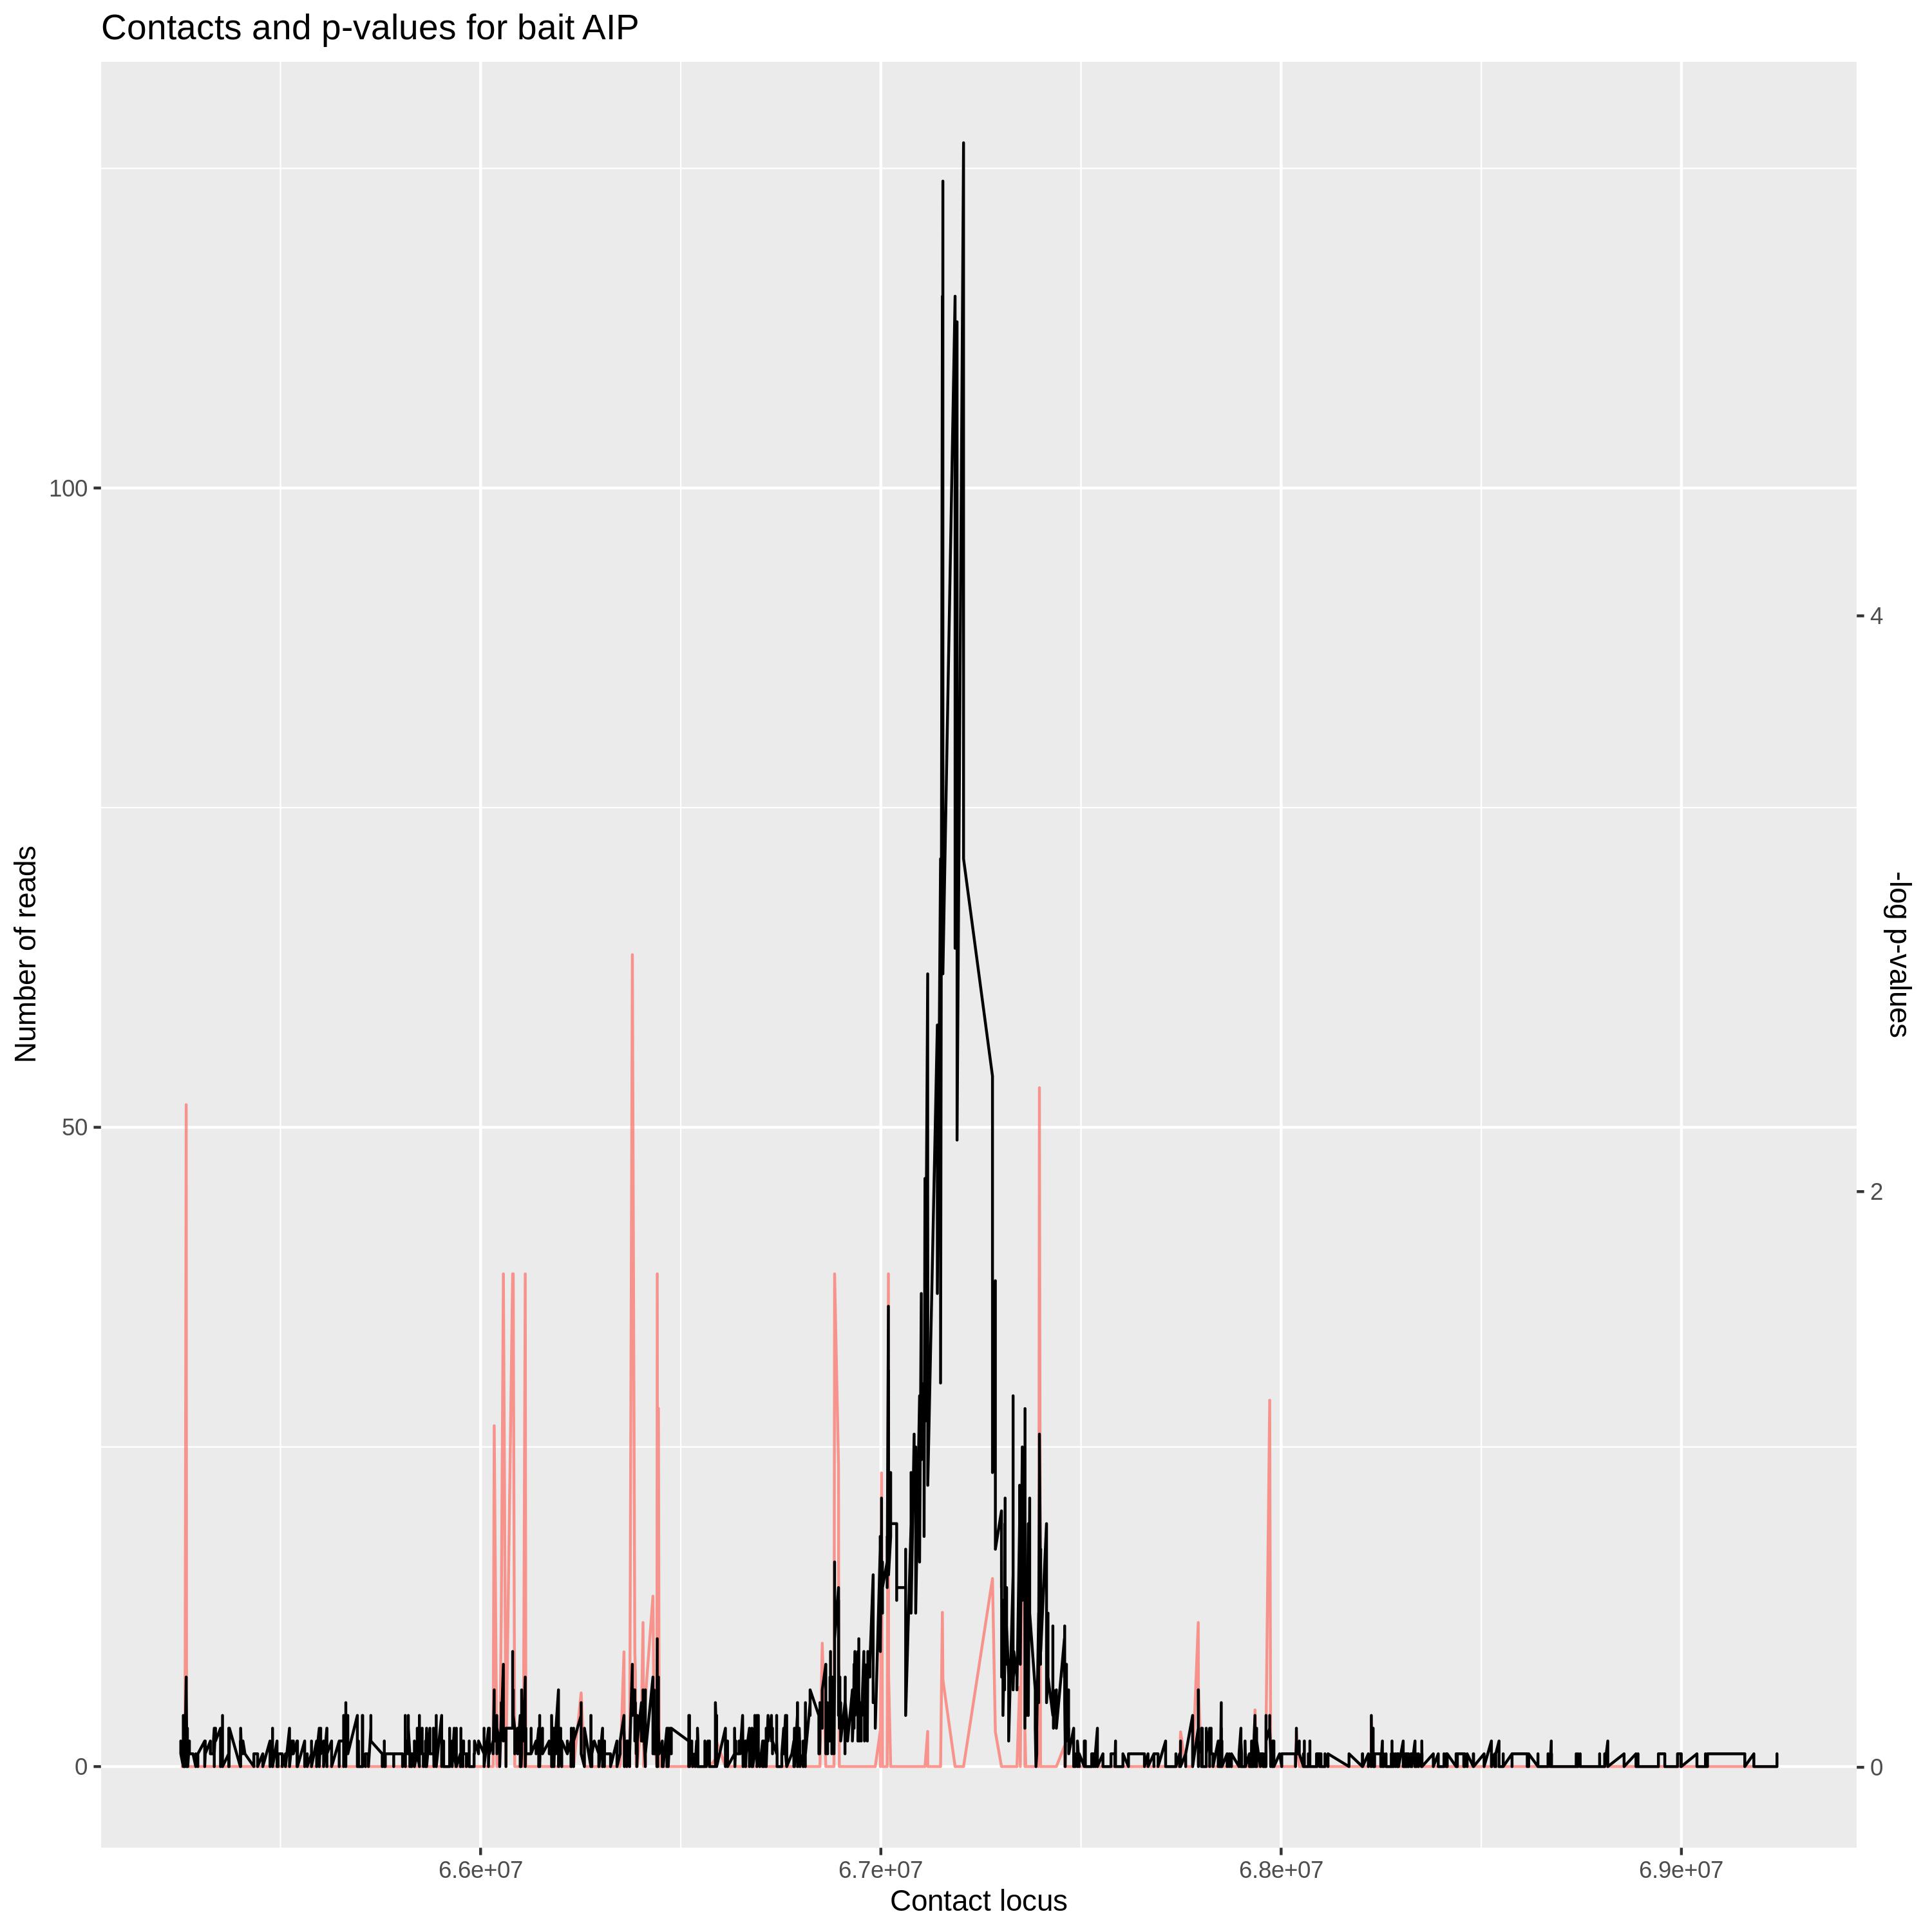 Contacts and p-values for bait AIP
Number of reads
100
50
0
4
2
0
-log p-values
6.6e+07
6.7e+07
6.8e+07
6.9e+07
Contact locus